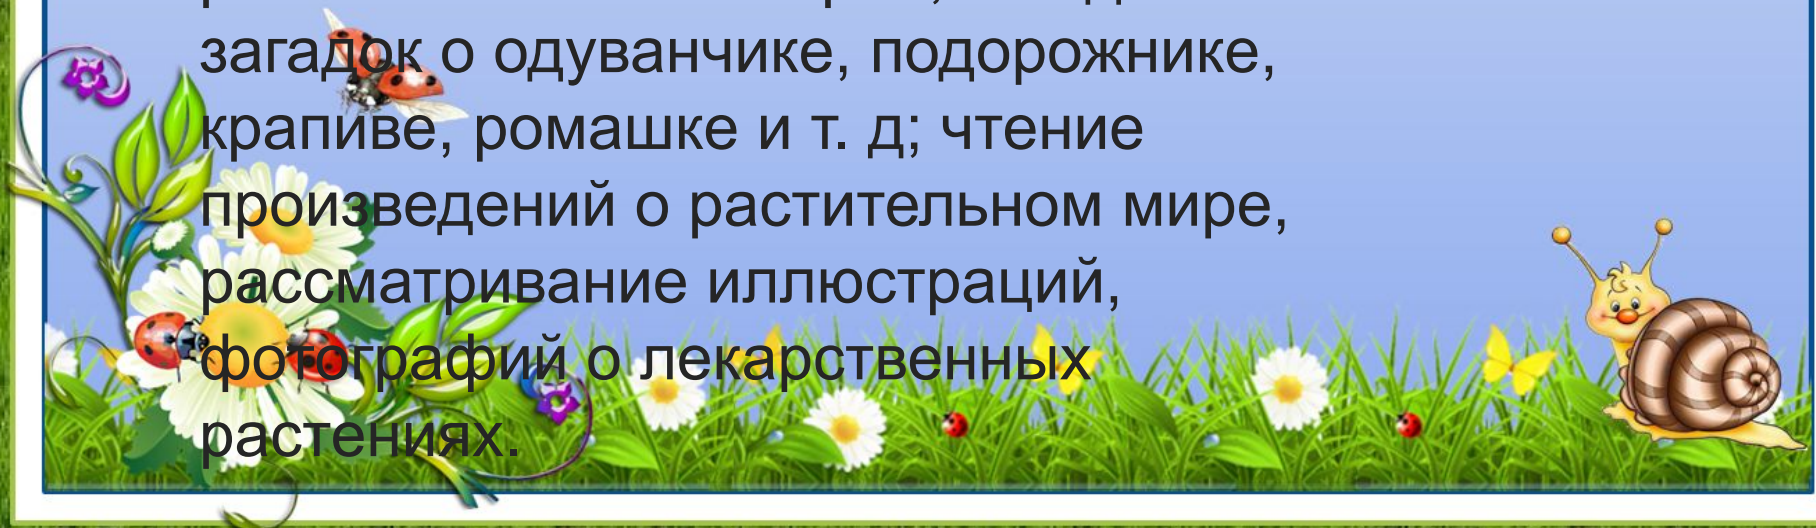 загадок о одуванчике, подорожнике,
крапиве, ромашке и т. д; чтение
произведений о растительном мире,
рассматривание иллюстраций,
фотографий о лекарственных
растениях.